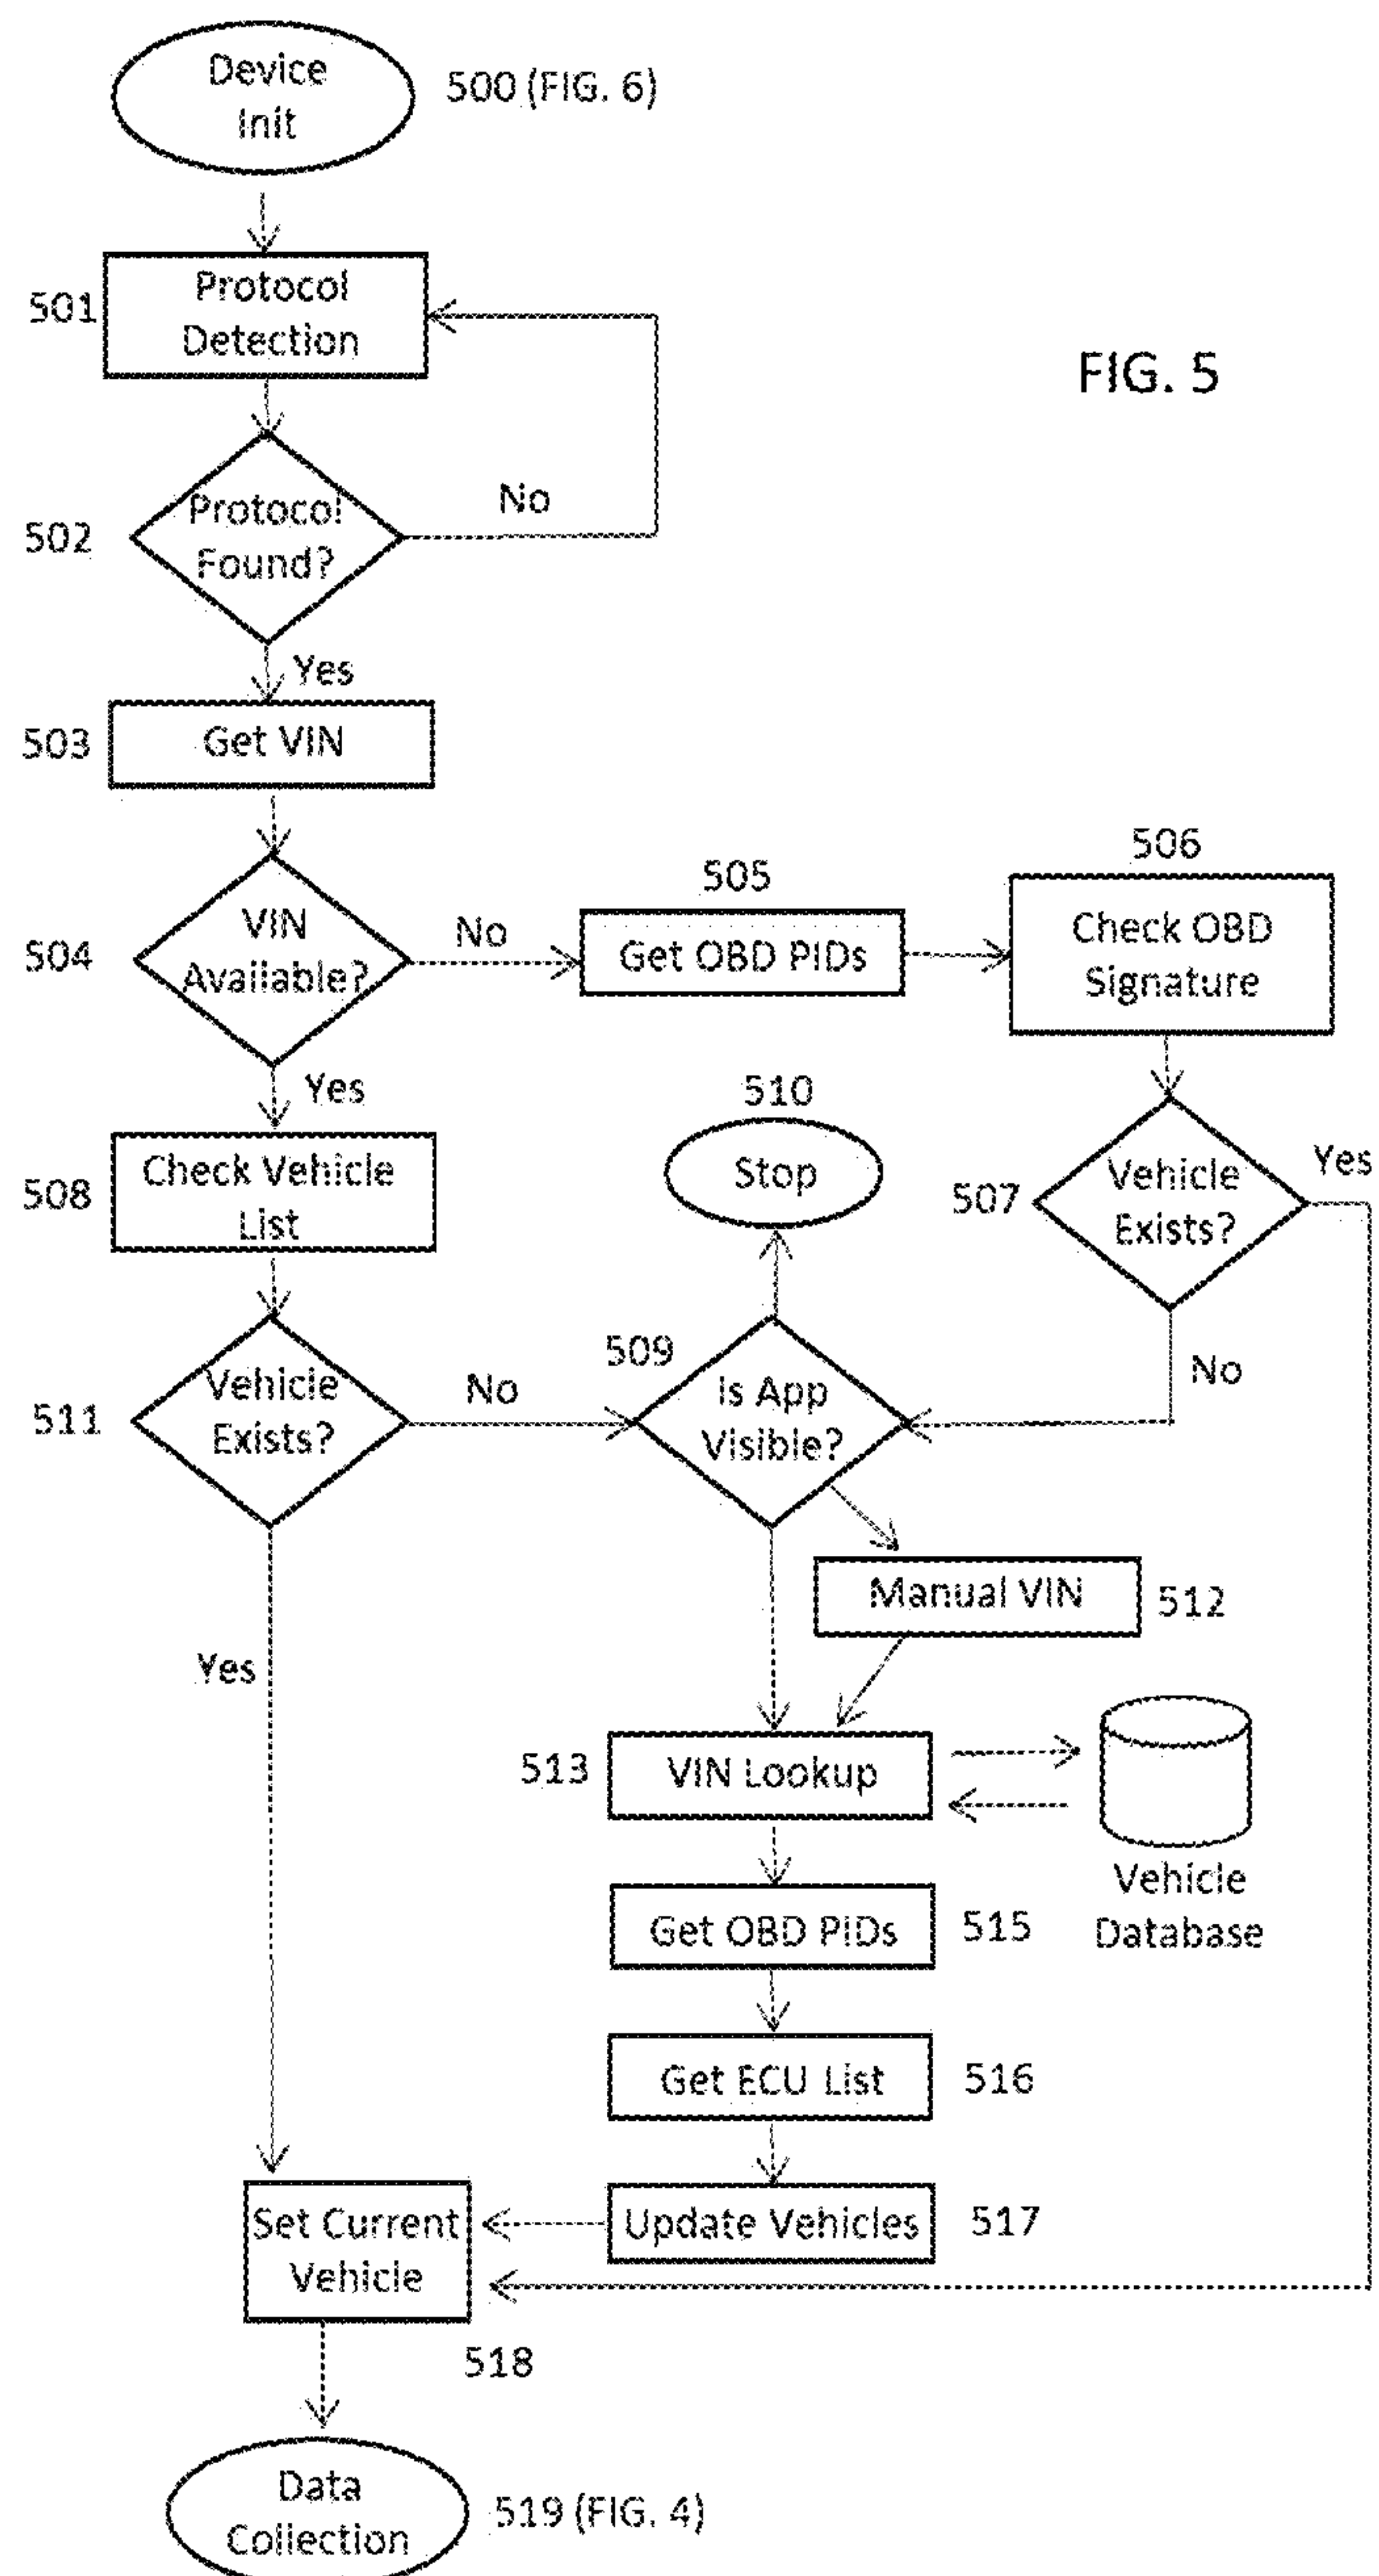 Device
Init
500 (FIG. 6)
501
Protocol
Detection
FIG. 5
502
Protocol
Found?
No
Yes
503
Get VIN
504
VIN
Available?
No
505
Get OBD PIDs
506
Check OBD
Signature
Yes
508
Check Vehicle
List
510
Stop
507
Vehicle
Exists?
Yes
No
511
Vehicle
Exists?
No
509
Is App
Visible?
Manual VIN
512
Yes
513
VIN Lookup
Vehicle
Database
Get OBD PIDs
515
Get ECU List
516
Set Current
Vehicle
Update Vehicles
517
518
Data
Collection
519 (FIG. 4)